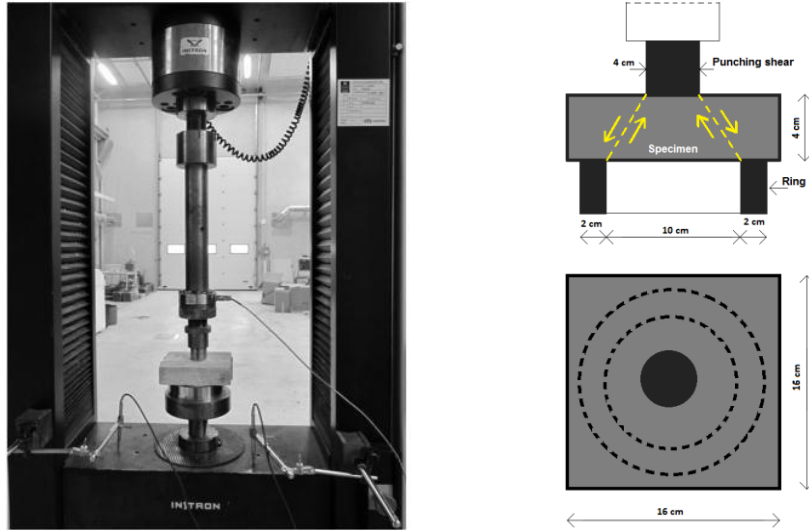 INSTRON
INSTRON
4 cm
Punching shear
Specimen
4 cm
Ring
2 cm
10 cm
2 cm
16 cm
16 cm